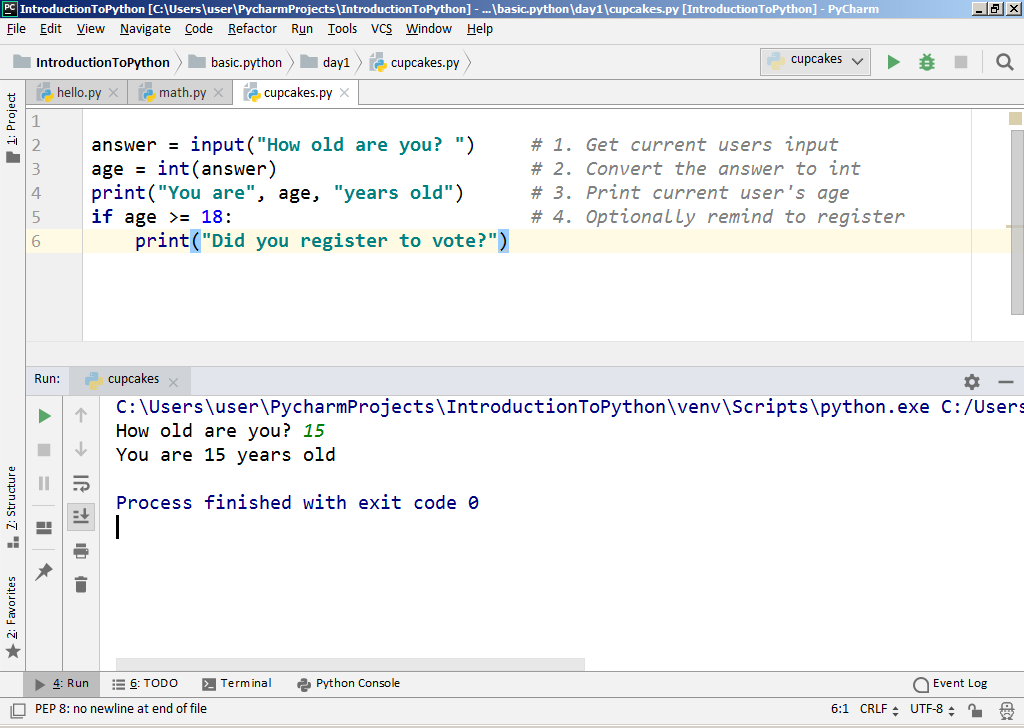 IntroductionToPython [C:\Users\user\PycharmProjects\IntroductionToPython] - ...\basic.python\day1\cupcakes.py [IntroductionToPython] - PyCharm
File Edit View Navigate Code Refactor Run Tools VCS Window Help
IntroductionToPython basic.python day1 cupcakes.py cupcakes
hello.py math.py cupcakes.py
1: Project
1
2 answer = input("How old are you? ") # 1. Get current users input
3 age = int(answer) # 2. Convert the answer to int
4 print("You are", age, "years old") # 3. Print current user's age
5 if age >= 18: # 4. Optionally remind to register
6 print("Did you register to vote?")
Run: cupcakes
C:\Users\user\PycharmProjects\IntroductionToPython\venv\Scripts\python.exe C:/Users
How old are you? 15
You are 15 years old
Process finished with exit code 0
7: Structure
2: Favorites
4: Run 6: TODO Terminal Python Console Event Log
PEP 8: no newline at end of file 6:1 CRLF UTF-8